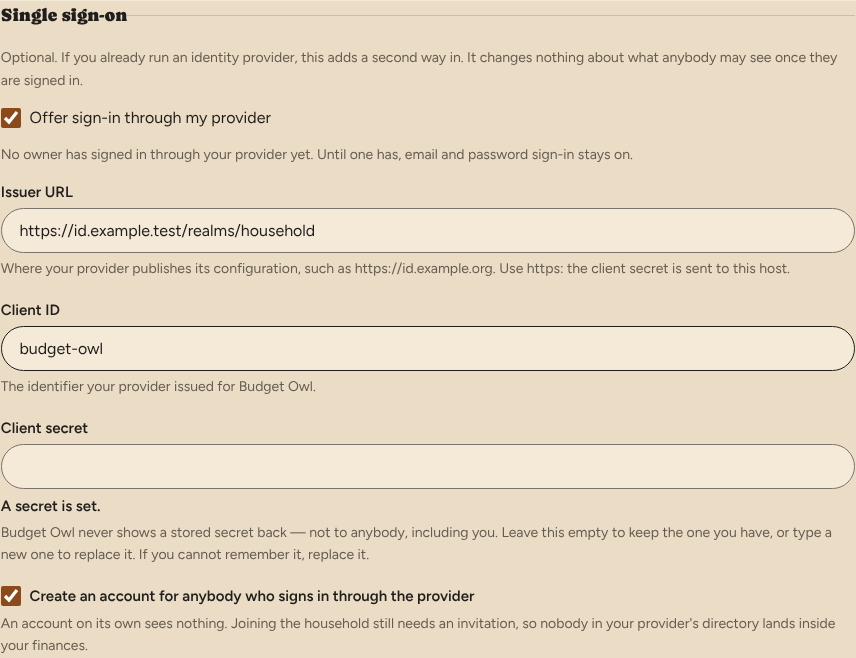 Single sign-on
Optional. If you already run an identity provider, this adds a second way in. It changes nothing about what anybody may see once they
are signed in.
Offer sign-in through my provider
No owner has signed in through your provider yet. Until one has, email and password sign-in stays on.
Issuer URL
https://id.example.test/realms/household
Where your provider publishes its configuration, such as https://id.example.org. Use https: the client secret is sent to this host.
Client ID
budget-owl
The identifier your provider issued for Budget Owl.
Client secret
A secret is set.
Budget Owl never shows a stored secret back — not to anybody, including you. Leave this empty to keep the one you have, or type a
new one to replace it. If you cannot remember it, replace it.
Create an account for anybody who signs in through the provider
An account on its own sees nothing. Joining the household still needs an invitation, so nobody in your provider's directory lands inside
your finances.